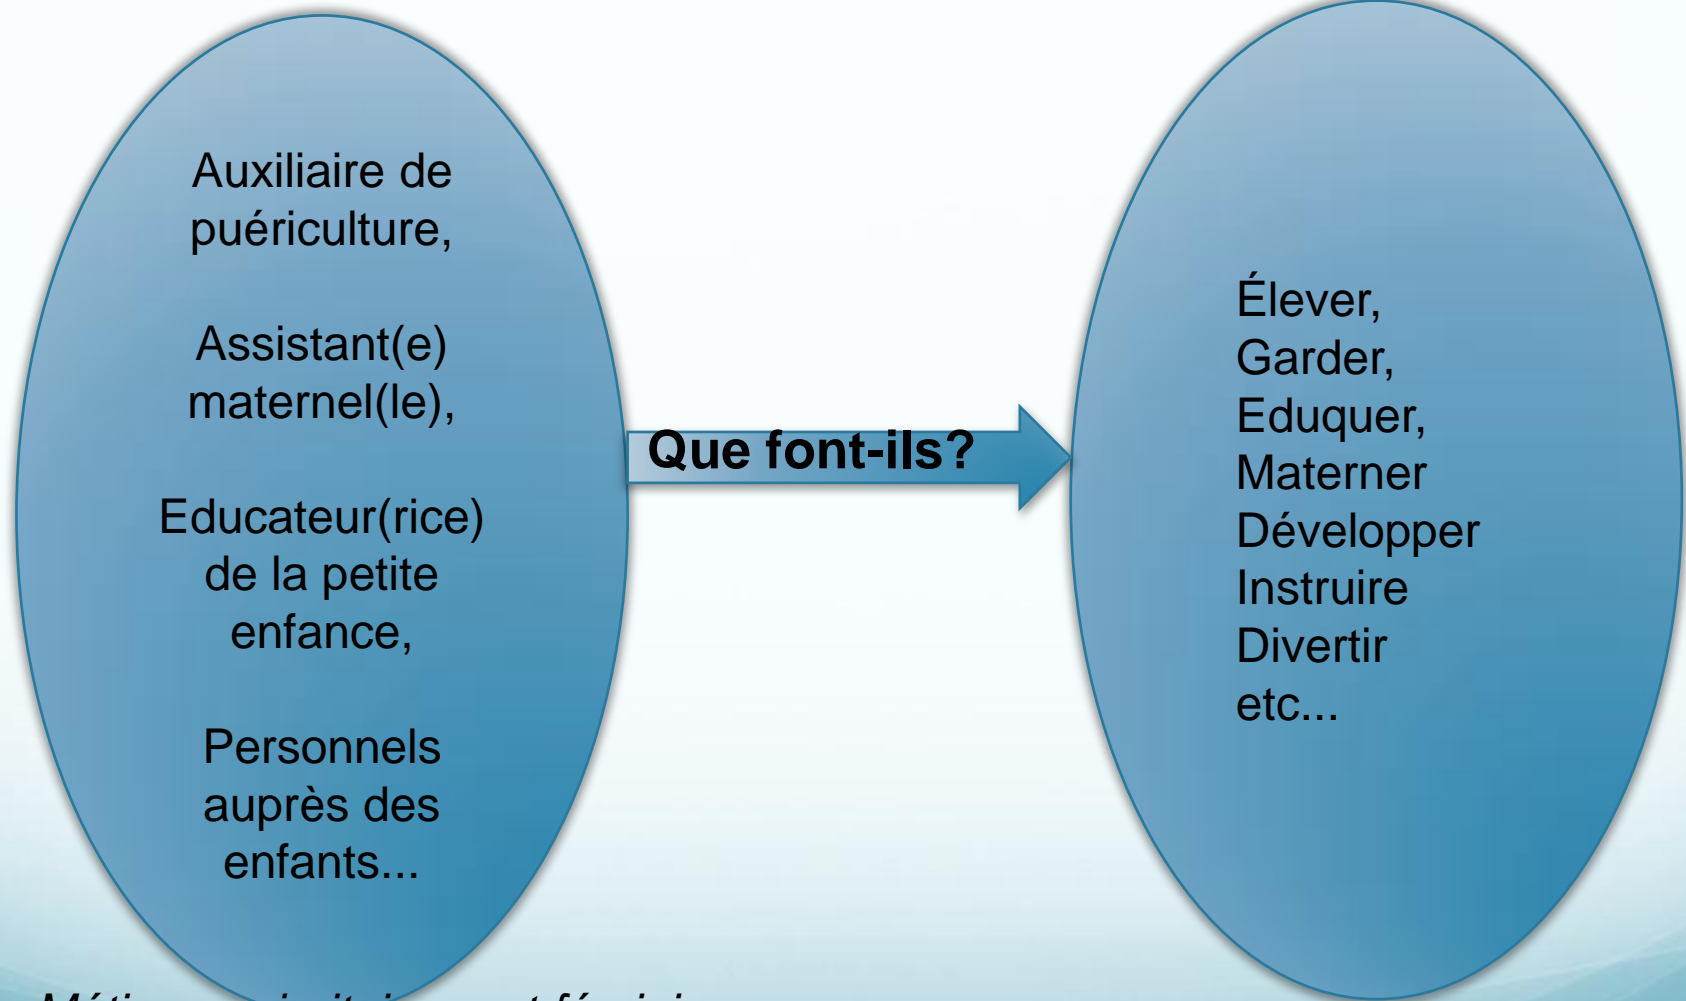 Auxiliaire de
puériculture,
Assistant(e)
maternel(le),
Educateur(rice)
de la petite
enfance,
Personnels
auprès des
enfants...
Que font-ils?
Élever,
Garder,
Eduquer,
Materner
Développer
Instruire
Divertir
etc...